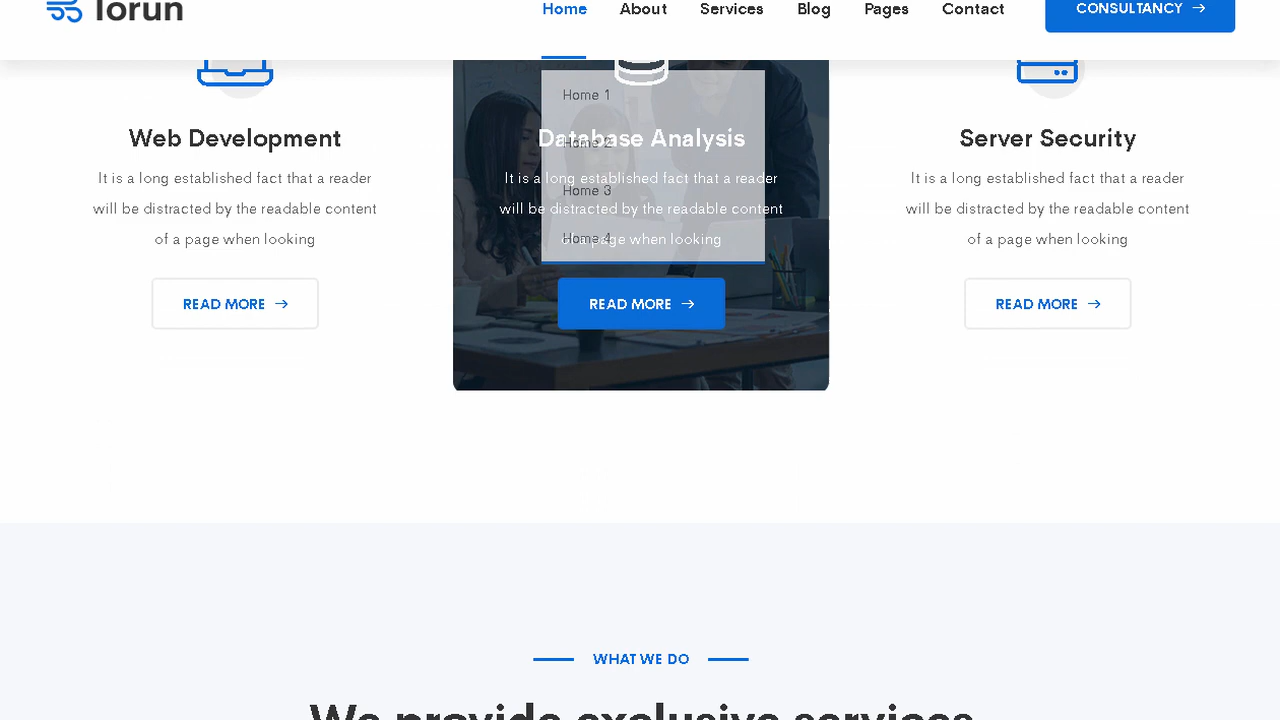 Torun
Home
About
Services
Blog
Pages
Contact
CONSULTANCY
Home 1
Home 2
Home 3
Home 4
Web Development
It is a long established fact that a reader
will be distracted by the readable content
of a page when looking
READ MORE
Database Analysis
It is a long established fact that a reader
will be distracted by the readable content
of a page when looking
READ MORE
Server Security
It is a long established fact that a reader
will be distracted by the readable content
of a page when looking
READ MORE
WHAT WE DO
We provide exclusive services